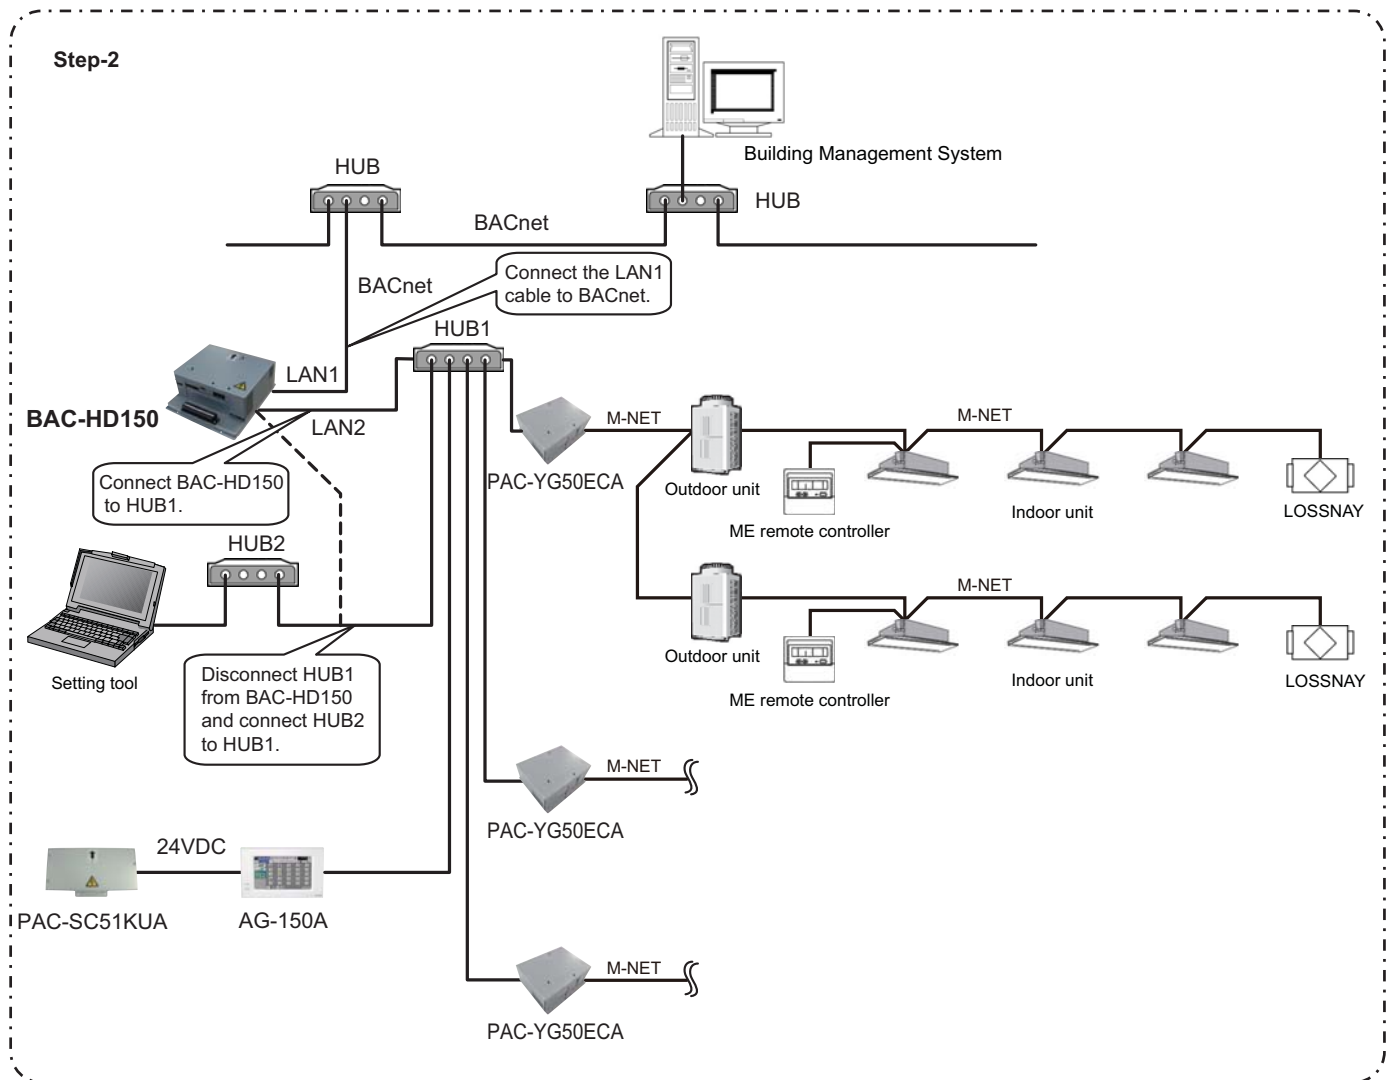 Step-2
Building Management System
HUB
HUB
BACnet
BACnet
Connect the LAN1
cable to BACnet.
HUB1
LAN1
BAC-HD150
LAN2
M-NET
M-NET
PAC-YG50ECA
Outdoor unit
ME remote controller
Indoor unit
LOSSNAY
Connect BAC-HD150
to HUB1.
HUB2
M-NET
Outdoor unit
ME remote controller
Indoor unit
LOSSNAY
Setting tool
Disconnect HUB1
from BAC-HD150
and connect HUB2
to HUB1.
M-NET
PAC-YG50ECA
24VDC
PAC-SC51KUA
AG-150A
M-NET
PAC-YG50ECA